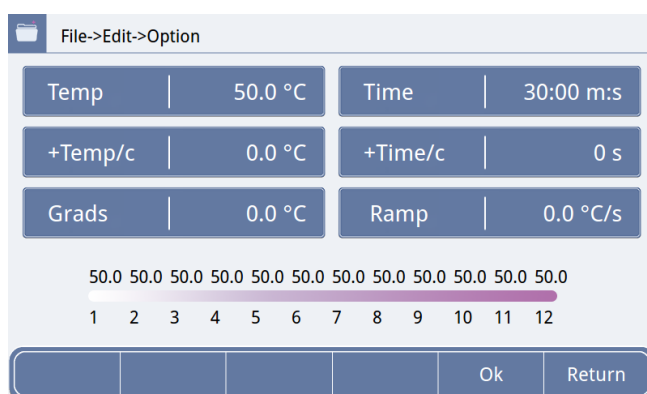 File->Edit->Option
Temp 50.0 °C Time 30:00 m:s
+Temp/c 0.0 °C +Time/c 0 s
Grads 0.0 °C Ramp 0.0 °C/s
50.0 50.0 50.0 50.0 50.0 50.0 50.0 50.0 50.0 50.0 50.0 50.0
1 2 3 4 5 6 7 8 9 10 11 12
Ok Return